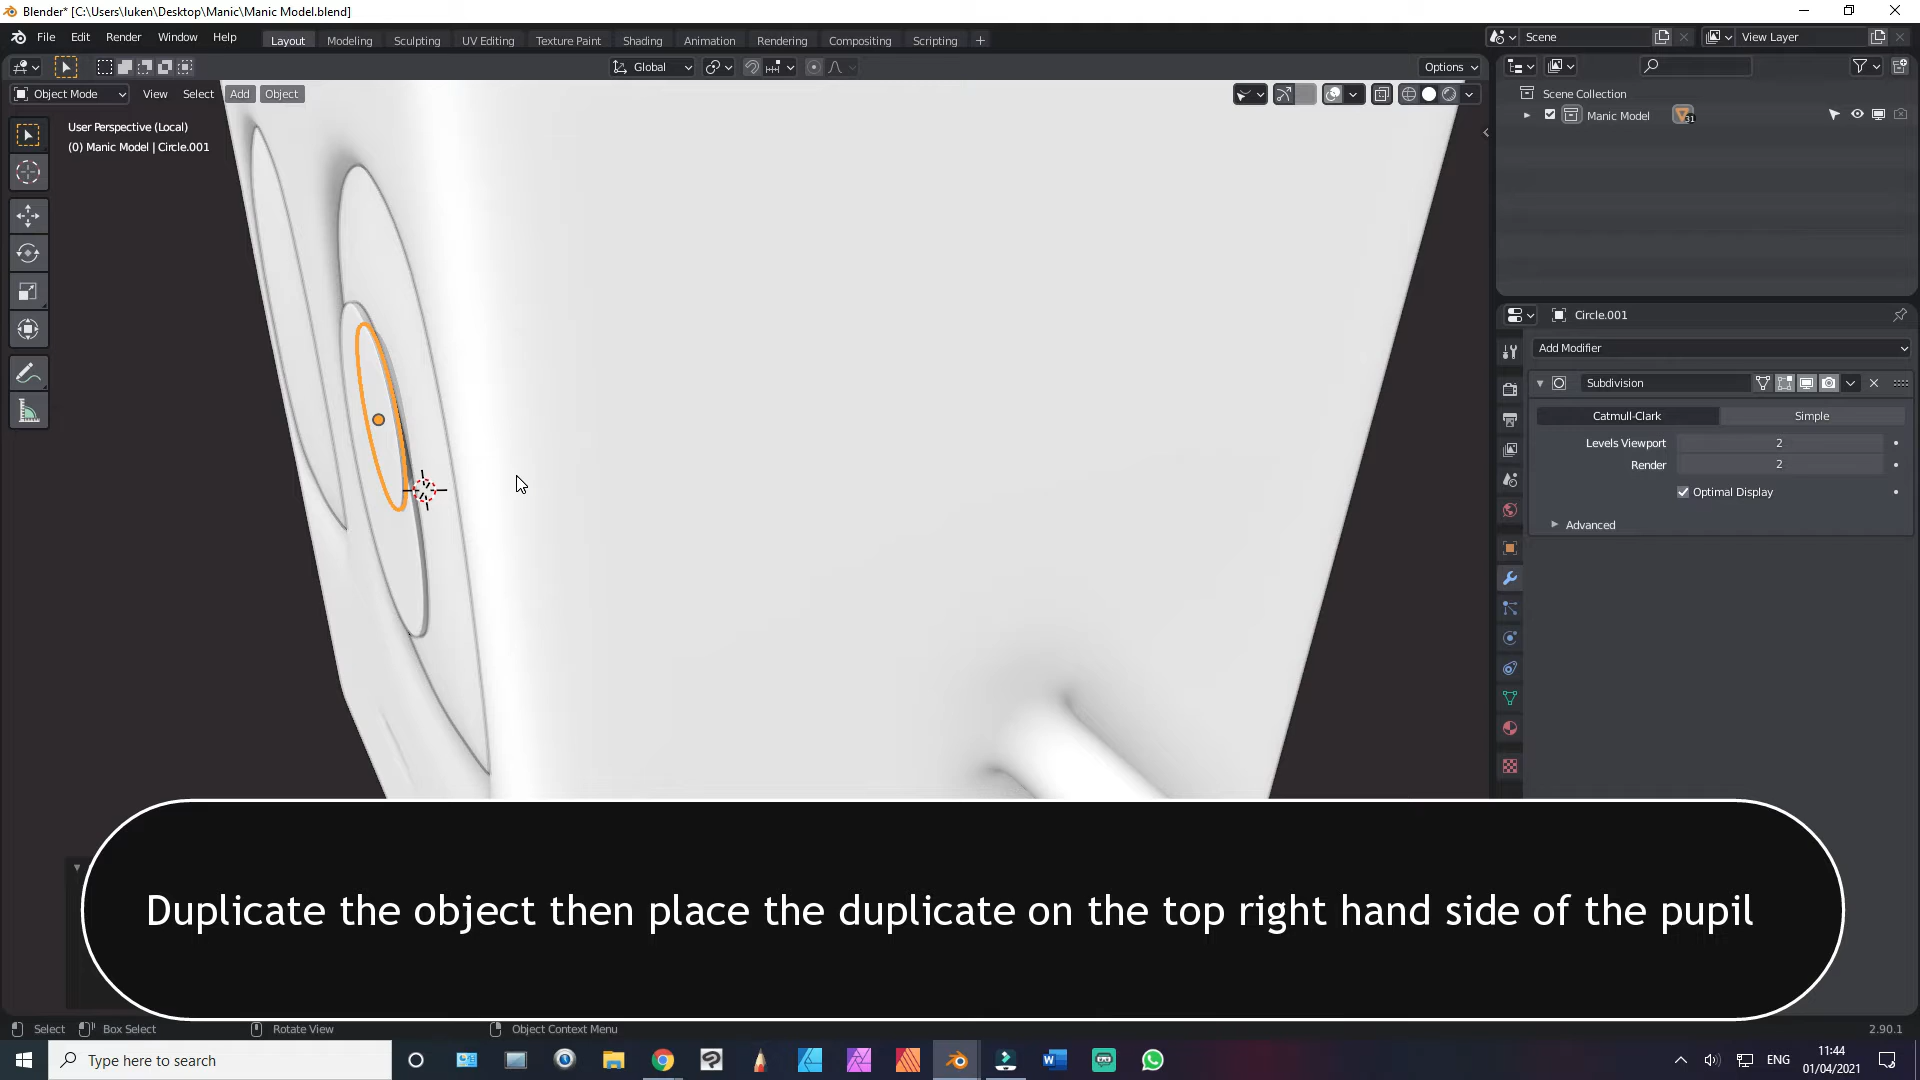 Blender* [C:\Users\luken\Desktop\Manic\Manic Model.blend]
File Edit Render Window Help
Layout Modeling Sculpting UV Editing Texture Paint Shading Animation Rendering Compositing Scripting +
Scene
View Layer
Global
Options
Object Mode View Select Add Object
User Perspective (Local)
(0) Manic Model | Circle.001
Scene Collection
Manic Model 31
Circle.001
Add Modifier
Subdivision
Catmull-Clark Simple
Levels Viewport 2
Render 2
Optimal Display
Advanced
Duplicate the object then place the duplicate on the top right hand side of the pupil
Select Box Select Rotate View Object Context Menu 2.90.1
Type here to search
ENG
11:44
01/04/2021